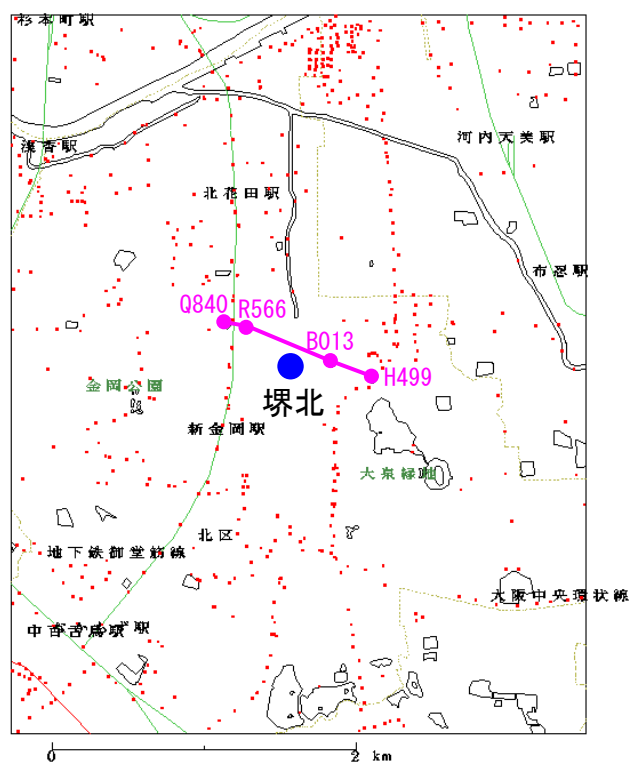 杉本町駅
浅香駅
河内天美駅
北花田駅
布忍駅
Q840
R566
B013
H499
堺北
金岡公園
新金岡駅
大泉緑地
北区
地下鉄御堂筋線
大阪中央環状線
中百舌鳥駅
0
2 km